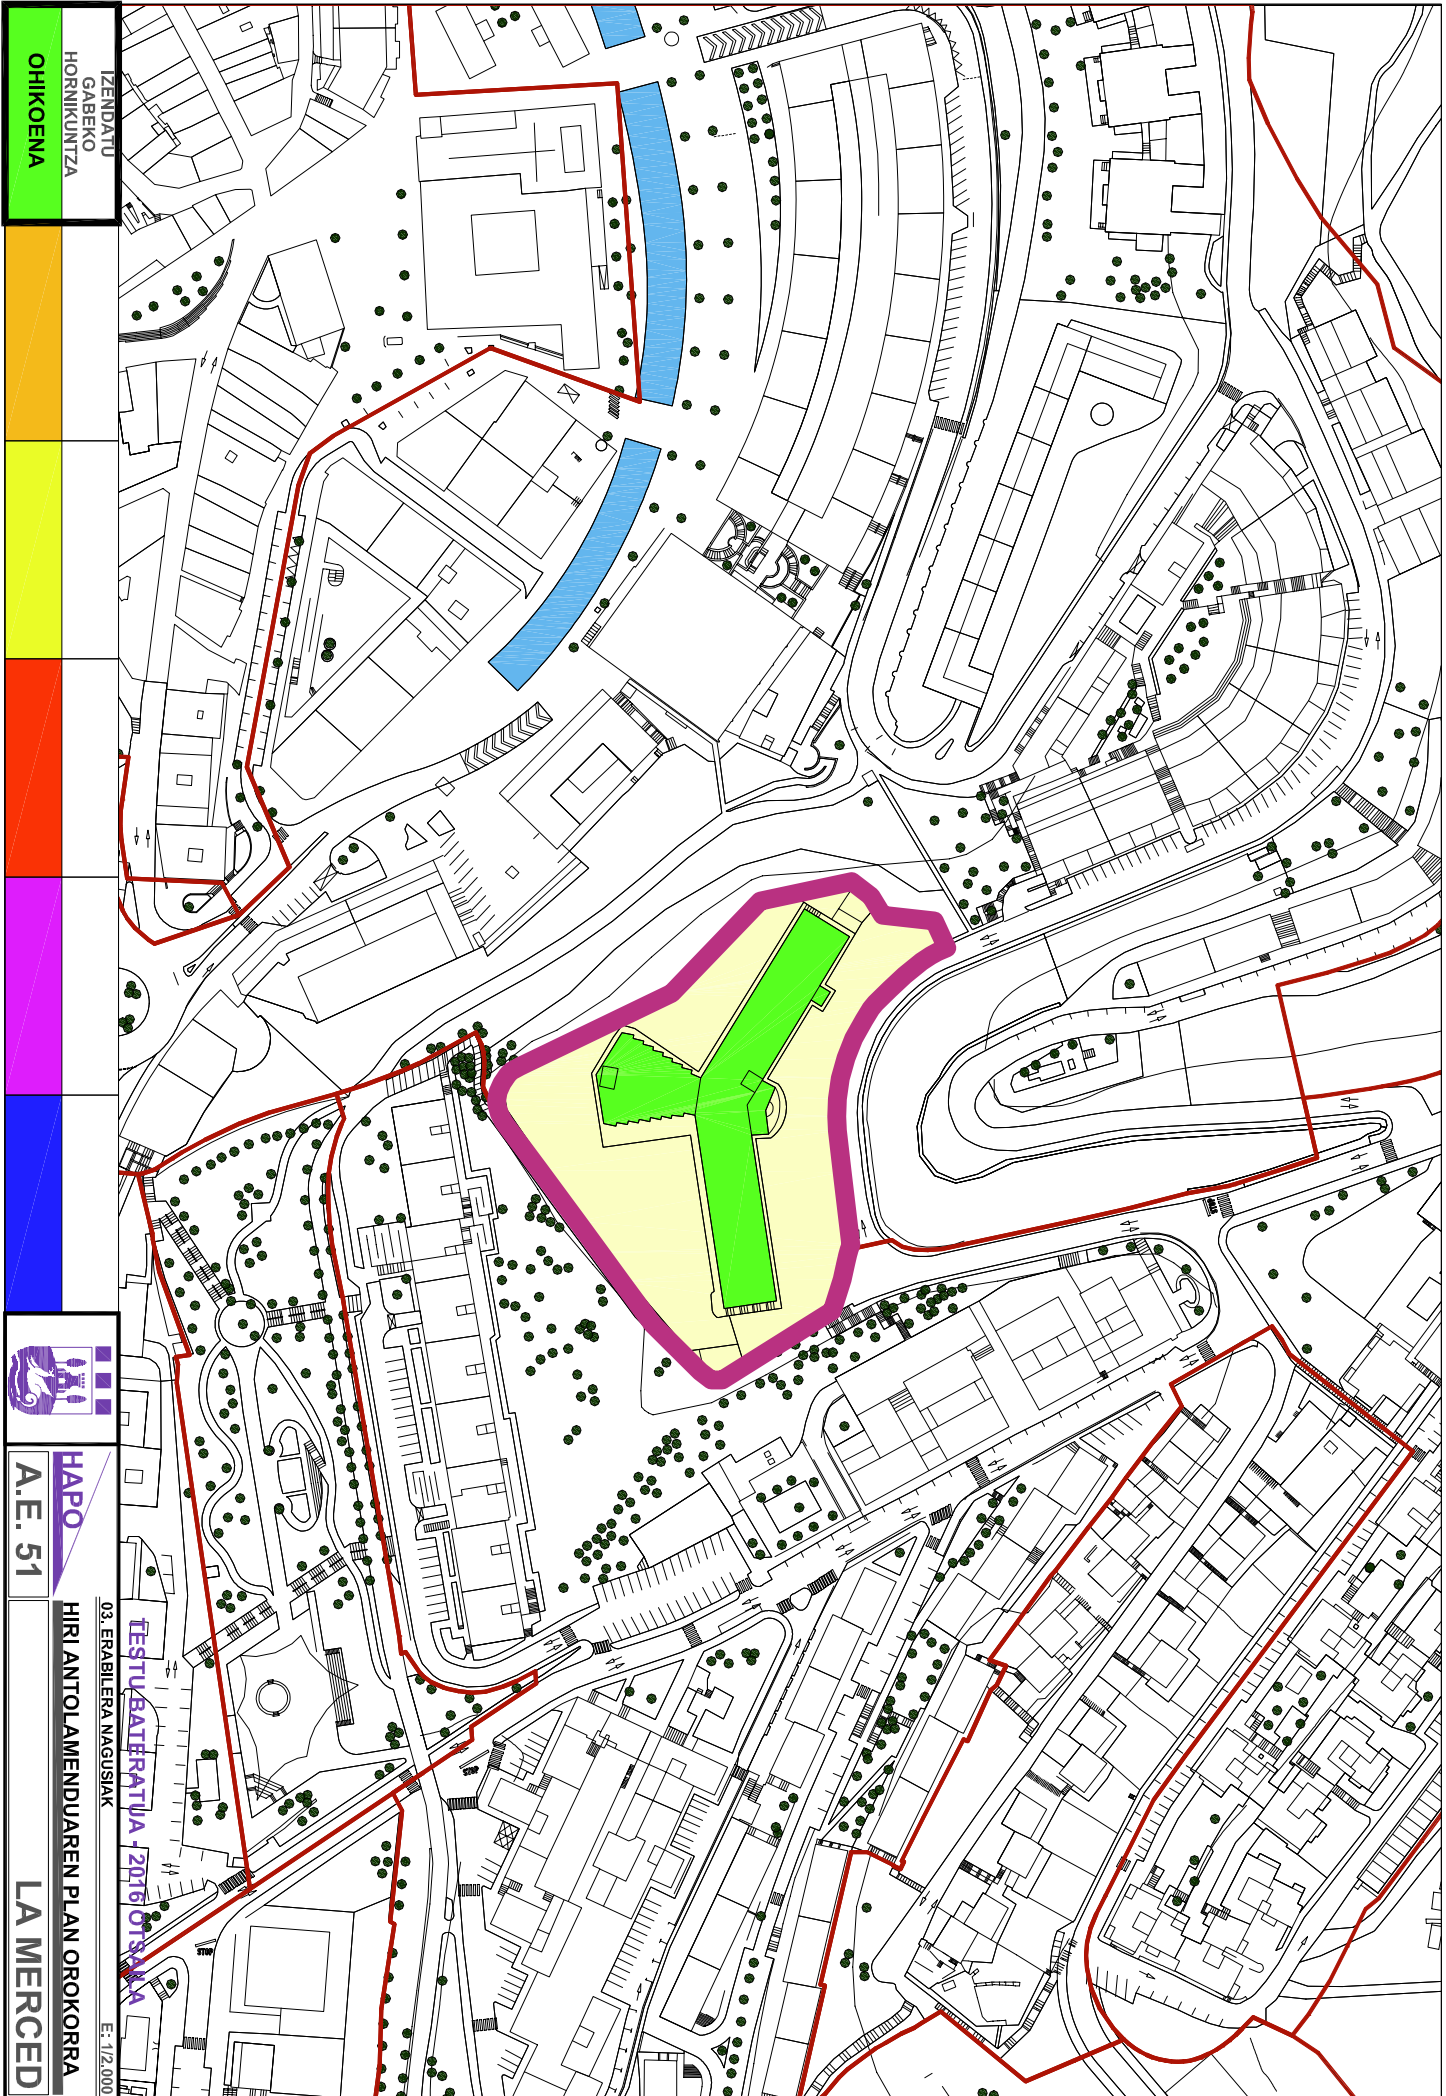 IZENDATU
GABEKO
HORNIKUNTZA
OHIKOENA
HAPO
A.E. 51
TESTU BATERATUA - 2016 OTSAILA
03. ERABILERA NAGUSIAK
E: 1/2.000
HIRI ANTOLAMENDUAREN PLAN OROKORRA
LA MERCED
STOP